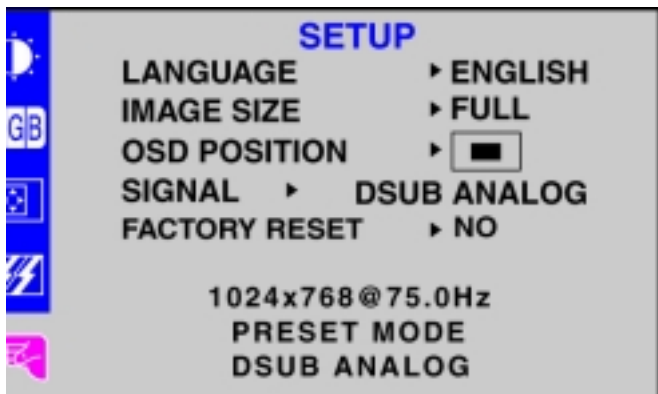 SETUP
LANGUAGE ENGLISH
IMAGE SIZE FULL
OSD POSITION
SIGNAL DSUB ANALOG
FACTORY RESET NO
GB
1024x768@75.0Hz
PRESET MODE
DSUB ANALOG